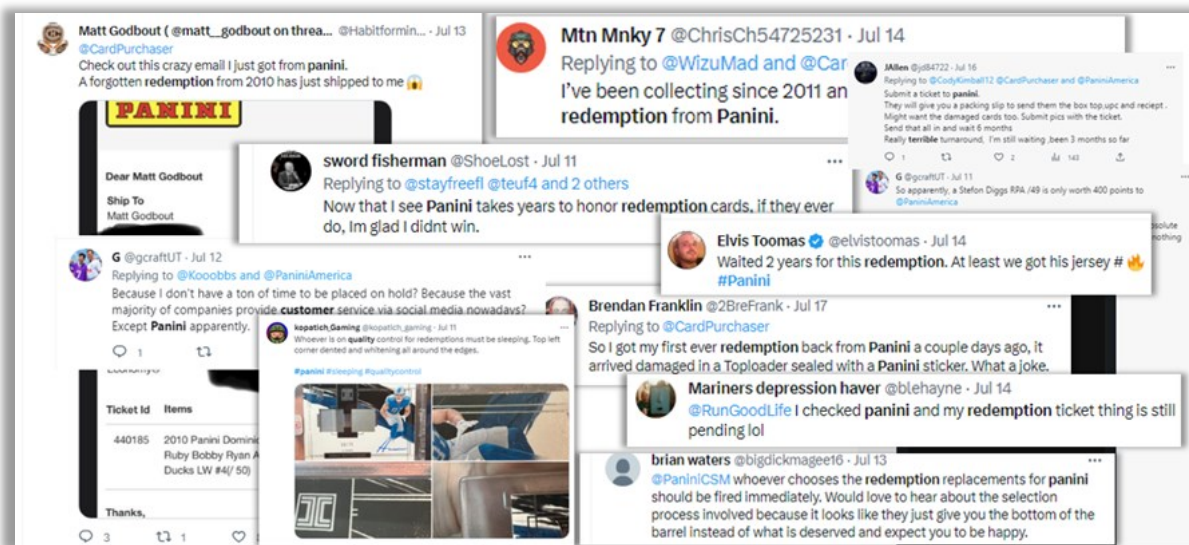 Matt Godbout ( @matt_godbout on threa... @Habitformin... · Jul 13
@CardPurchaser
Check out this crazy email I just got from panini.
A forgotten redemption from 2010 has just shipped to me 😱
PANINI
Dear Matt Godbout
Ship To
Matt Godbout
Mtn Mnky 7 @ChrisCh54725231 · Jul 14
Replying to @WizuMad and @Car
I've been collecting since 2011 an
redemption from Panini.
JAllen @jd84722 · Jul 16
Replying to @CodyKimball12 @CardPurchaser and @PaniniAmerica
Submit a ticket to panini.
They will give you a packing slip to send them the box top,upc and reciept .
Might want the damaged cards too. Submit pics with the ticket.
Send that all in and wait 6 months
Really terrible turnaround, I'm still waiting ,been 3 months so far
1 2 143
G @gcraftUT · Jul 11
So apparently, a Stefon Diggs RPA /49 is only worth 400 points to
@PaniniAmerica
nothing
sword fisherman @ShoeLost · Jul 11
Replying to @stayfreefl @teuf4 and 2 others
Now that I see Panini takes years to honor redemption cards, if they ever
do, Im glad I didnt win.
Elvis Toomas @elvistoomas · Jul 14
Waited 2 years for this redemption. At least we got his jersey # 🔥
#Panini
G @gcraftUT · Jul 12
Replying to @Kooobbs and @PaniniAmerica
Because I don't have a ton of time to be placed on hold? Because the vast
majority of companies provide customer service via social media nowadays?
Except Panini apparently.
1
Brendan Franklin @2BreFrank · Jul 17
Replying to @CardPurchaser
So I got my first ever redemption back from Panini a couple days ago, it
arrived damaged in a Toploader sealed with a Panini sticker. What a joke.
kopatich_Gaming @kopatich_gaming · Jul 11
Whoever is on quality control for redemptions must be sleeping. Top left
corner dented and whitening all around the edges.
#panini #sleeping #qualitycontrol
Mariners depression haver @blehayne · Jul 14
@RunGoodLife I checked panini and my redemption ticket thing is still
pending lol
Ticket Id Items
440185 2010 Panini Dominic
Ruby Bobby Ryan A
Ducks LW #4(/ 50)
Thanks,
3 1
brian waters @bigdickmagee16 · Jul 13
@PaniniCSM whoever chooses the redemption replacements for panini
should be fired immediately. Would love to hear about the selection
process involved because it looks like they just give you the bottom of the
barrel instead of what is deserved and expect you to be happy.